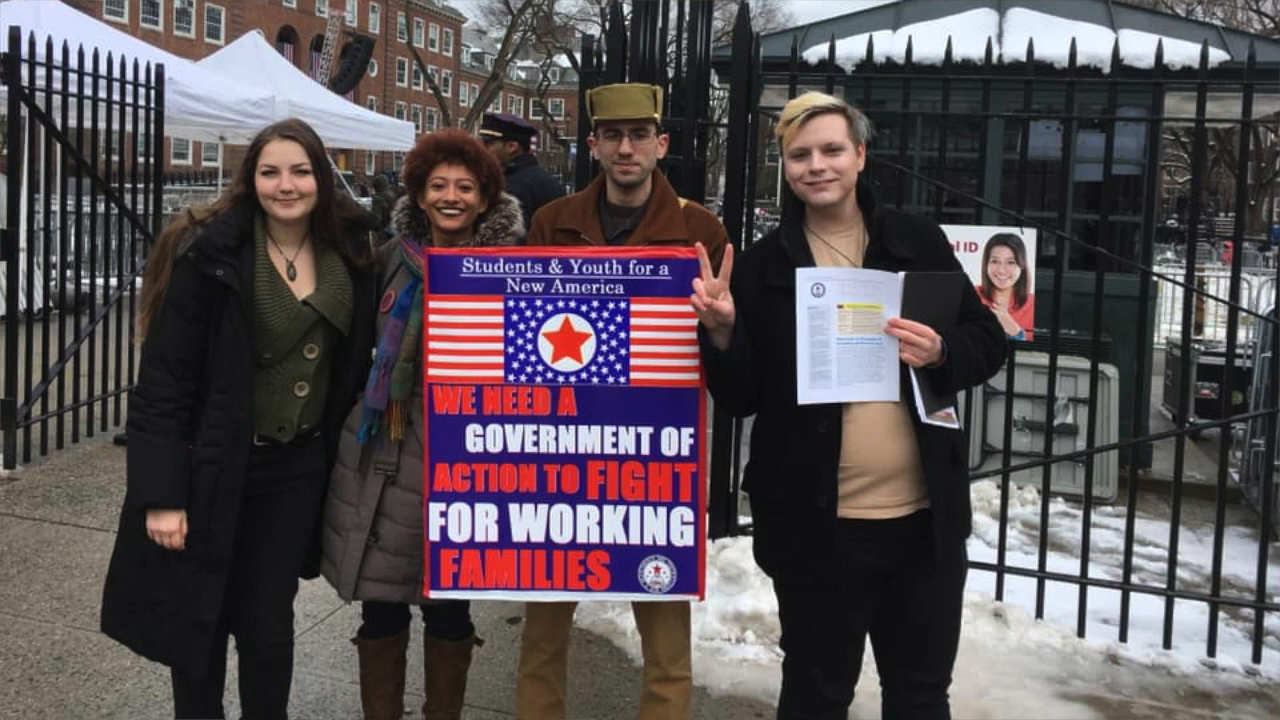 Students & Youth for a
New America
WE NEED A
GOVERNMENT OF
ACTION TO FIGHT
FOR WORKING
FAMILIES
ID